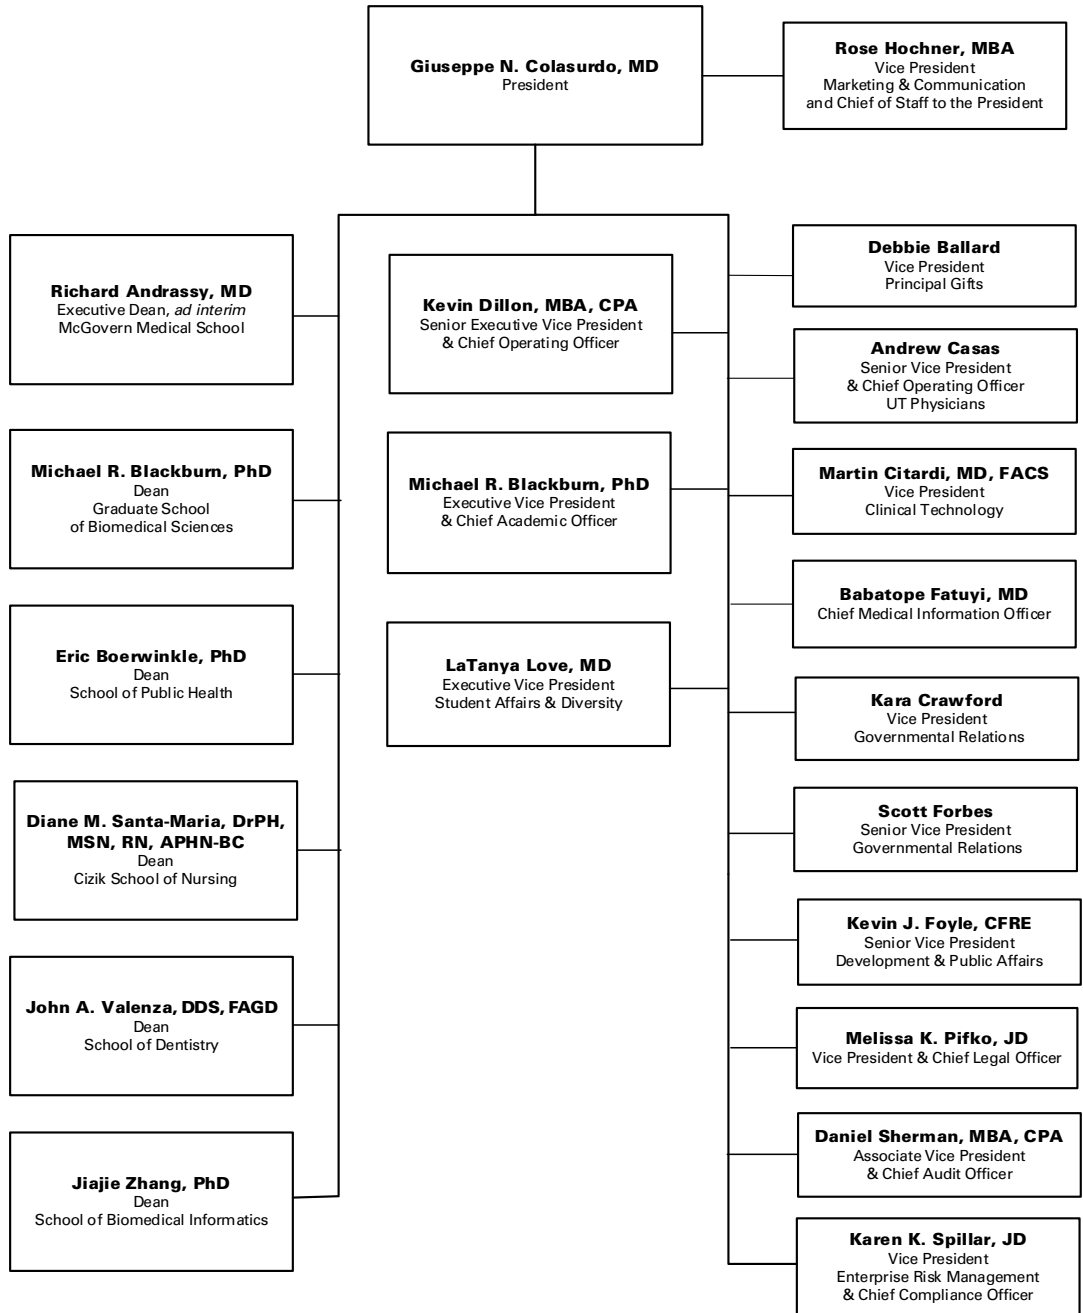 Giuseppe N. Colasurdo, MD
President
Rose Hochner, MBA
Vice President
Marketing & Communication
and Chief of Staff to the President
Richard Andrassy, MD
Executive Dean, ad interim
McGovern Medical School
Michael R. Blackburn, PhD
Dean
Graduate School
of Biomedical Sciences
Eric Boerwinkle, PhD
Dean
School of Public Health
Diane M. Santa-Maria, DrPH,
MSN, RN, APHN-BC
Dean
Cizik School of Nursing
John A. Valenza, DDS, FAGD
Dean
School of Dentistry
Jiajie Zhang, PhD
Dean
School of Biomedical Informatics
Kevin Dillon, MBA, CPA
Senior Executive Vice President
& Chief Operating Officer
Michael R. Blackburn, PhD
Executive Vice President
& Chief Academic Officer
LaTanya Love, MD
Executive Vice President
Student Affairs & Diversity
Debbie Ballard
Vice President
Principal Gifts
Andrew Casas
Senior Vice President
& Chief Operating Officer
UT Physicians
Martin Citardi, MD, FACS
Vice President
Clinical Technology
Babatope Fatuyi, MD
Chief Medical Information Officer
Kara Crawford
Vice President
Governmental Relations
Scott Forbes
Senior Vice President
Governmental Relations
Kevin J. Foyle, CFRE
Senior Vice President
Development & Public Affairs
Melissa K. Pifko, JD
Vice President & Chief Legal Officer
Daniel Sherman, MBA, CPA
Associate Vice President
& Chief Audit Officer
Karen K. Spillar, JD
Vice President
Enterprise Risk Management
& Chief Compliance Officer